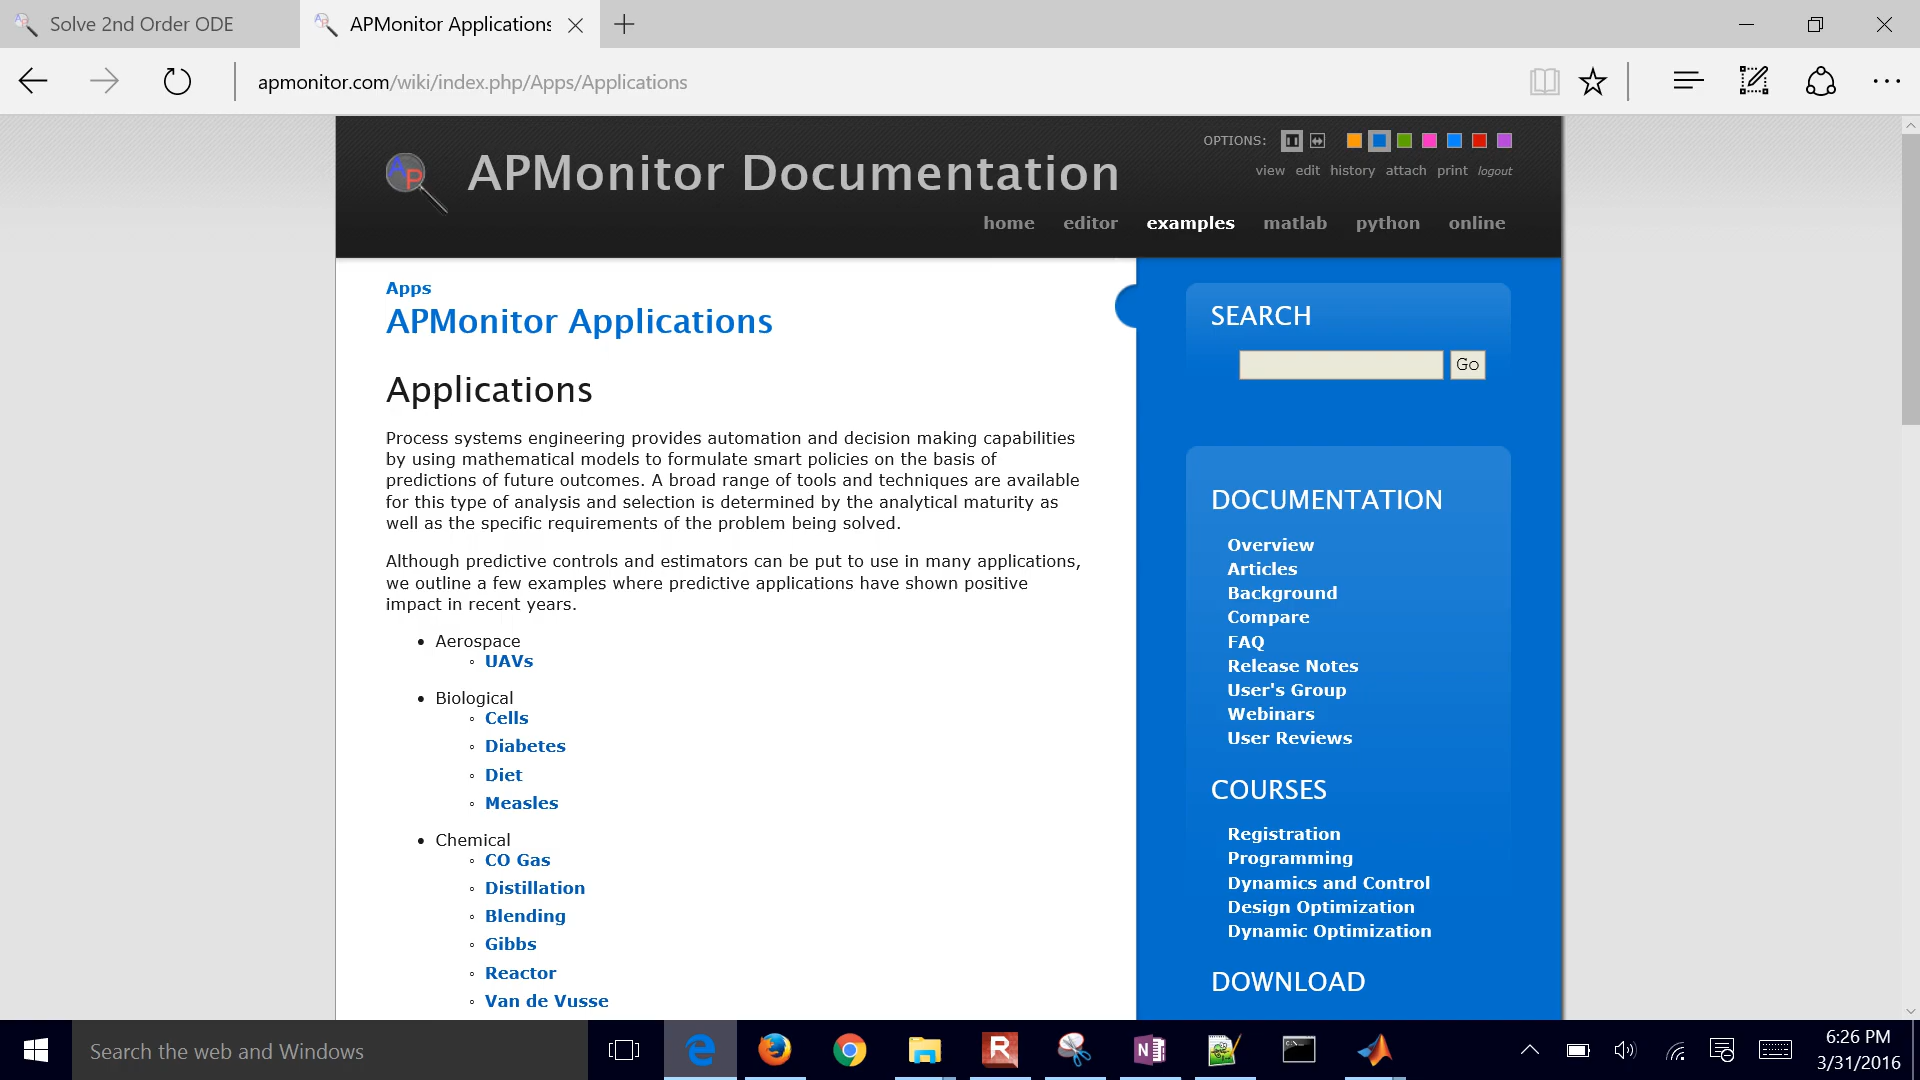 Solve 2nd Order ODE
APMonitor Applications
apmonitor.com/wiki/index.php/Apps/Applications
OPTIONS:
AP
APMonitor Documentation
view edit history attach print logout
home editor examples matlab python online
Apps
APMonitor Applications
Applications
Process systems engineering provides automation and decision making capabilities
by using mathematical models to formulate smart policies on the basis of
predictions of future outcomes. A broad range of tools and techniques are available
for this type of analysis and selection is determined by the analytical maturity as
well as the specific requirements of the problem being solved.
Although predictive controls and estimators can be put to use in many applications,
we outline a few examples where predictive applications have shown positive
impact in recent years.
Aerospace
UAVs
Biological
Cells
Diabetes
Diet
Measles
Chemical
CO Gas
Distillation
Blending
Gibbs
Reactor
Van de Vusse
SEARCH
Go
DOCUMENTATION
Overview
Articles
Background
Compare
FAQ
Release Notes
User's Group
Webinars
User Reviews
COURSES
Registration
Programming
Dynamics and Control
Design Optimization
Dynamic Optimization
DOWNLOAD
Search the web and Windows
6:26 PM
3/31/2016